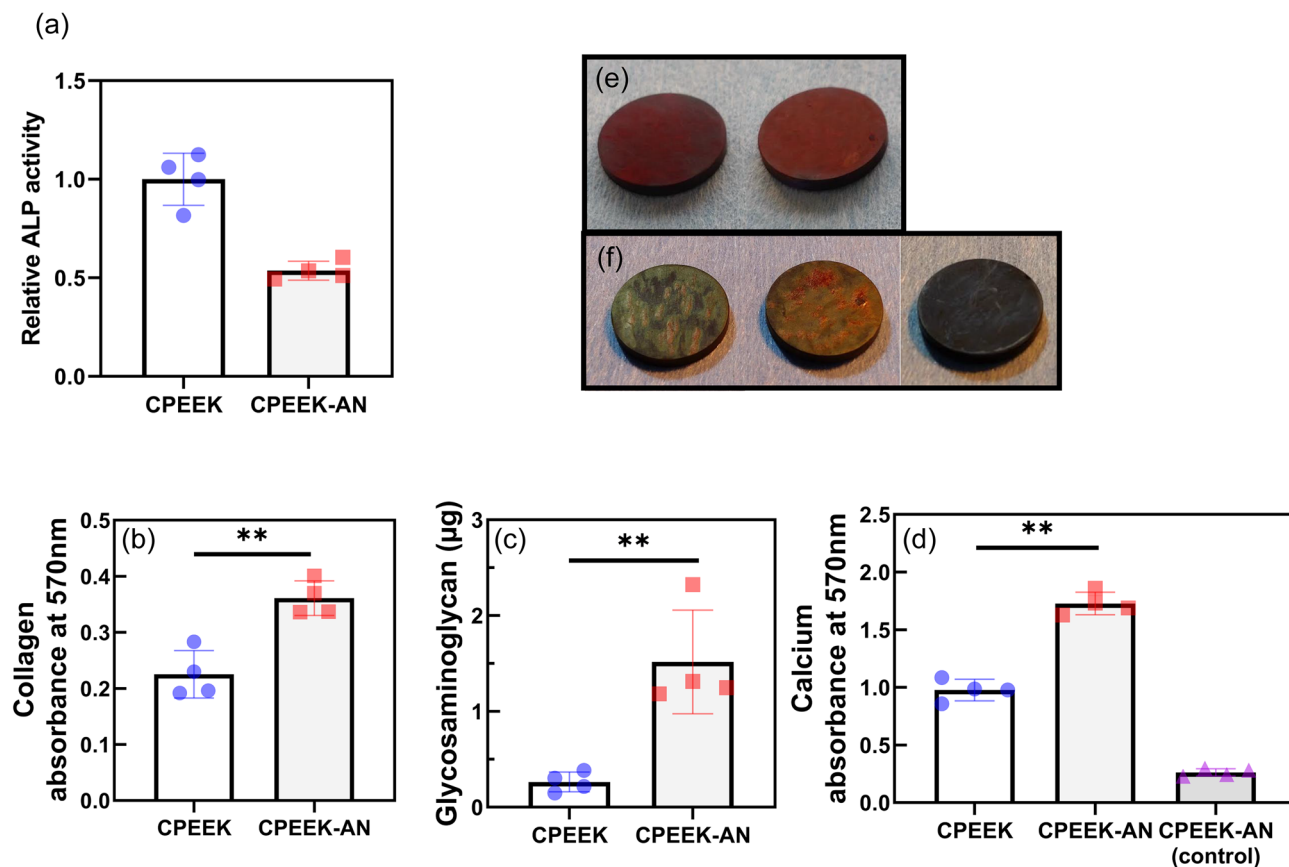 (a)
Relative ALP activity
1.5
1.0
0.5
0.0
CPEEK
CPEEK-AN
(e)
(f)
(b)
Collagen
absorbance at 570nm
0.5
0.4
0.3
0.2
0.1
0.0
**
CPEEK
CPEEK-AN
(c)
Glycosaminoglycan (µg)
3
2
1
0
**
CPEEK
CPEEK-AN
(d)
Calcium
absorbance at 570nm
2.5
2.0
1.5
1.0
0.5
0.0
**
CPEEK
CPEEK-AN
CPEEK-AN
(control)